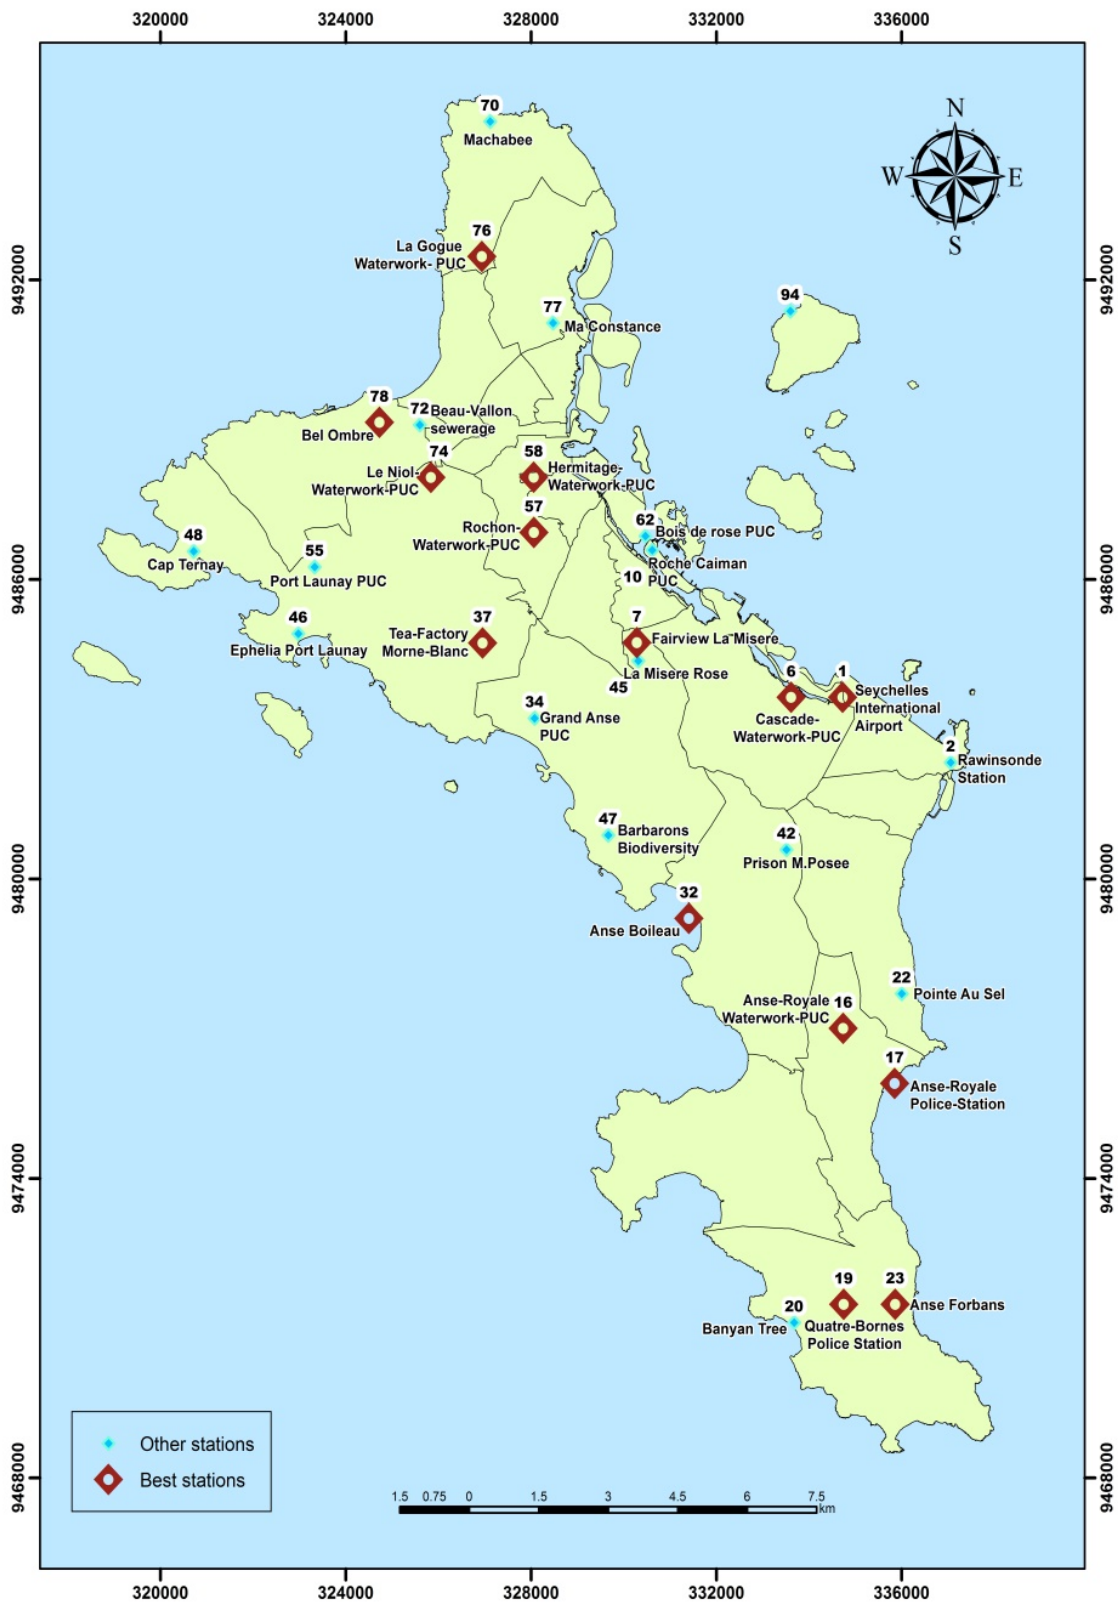 320000 324000 328000 332000 336000
70
Machabee
N
W E
S
76
La Gogue
Waterwork- PUC
9492000
9492000
94
77
Ma Constance
78
Bel Ombre
72
Beau-Vallon
sewerage
74
Le Niol-
Waterwork-PUC
58
Hermitage-
Waterwork-PUC
57
Rochon-
Waterwork-PUC
62
Bois de rose PUC
Roche Caiman
PUC
10
48
Cap Ternay
55
Port Launay PUC
9486000
9486000
46
Ephelia Port Launay
37
Tea-Factory
Morne-Blanc
7
Fairview La Misere
La Misere Rose
45
6
Cascade-
Waterwork-PUC
1
Seychelles
International
Airport
34
Grand Anse
PUC
2
Rawinsonde
Station
47
Barbarons
Biodiversity
42
Prison M.Posee
9480000
9480000
32
Anse Boileau
22
Pointe Au Sel
16
Anse-Royale
Waterwork-PUC
17
Anse-Royale
Police-Station
9474000
9474000
19
Quatre-Bornes
Police Station
23
Anse Forbans
20
Banyan Tree
Other stations
Best stations
9468000
9468000
1.5 0.75 0 1.5 3 4.5 6 7.5
km
320000 324000 328000 332000 336000